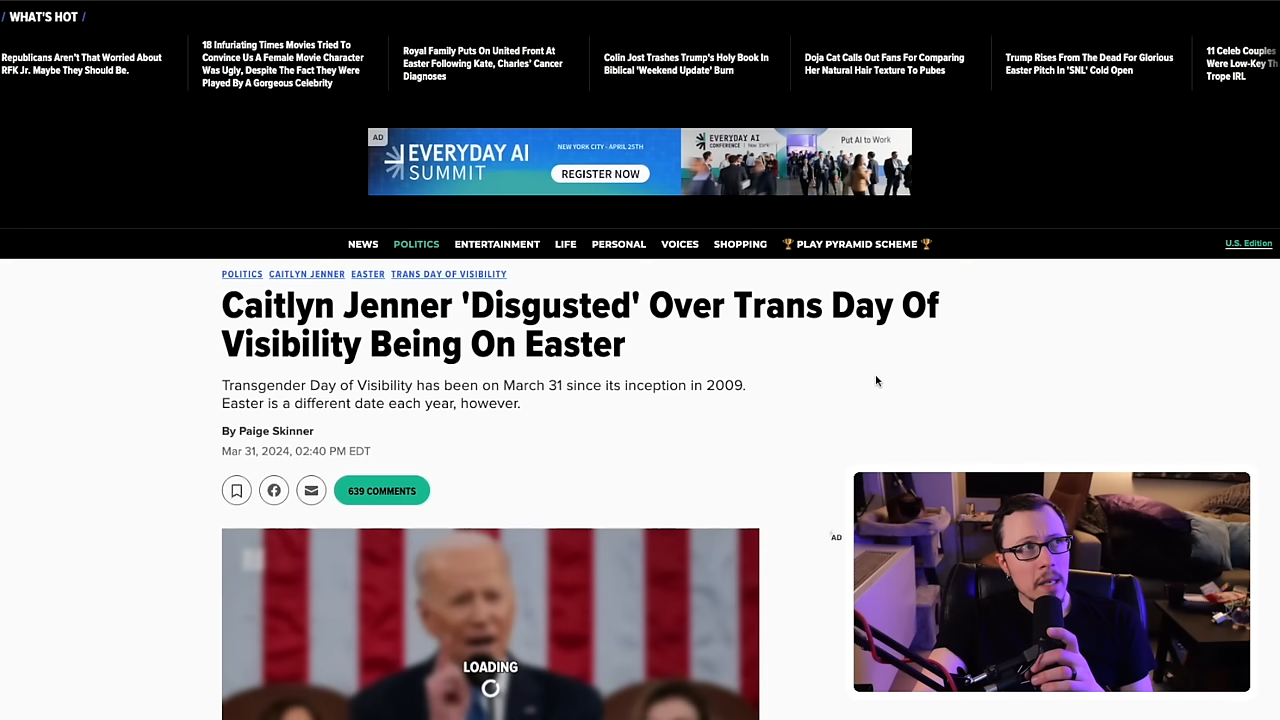 / WHAT'S HOT /
Republicans Aren't That Worried About
RFK Jr. Maybe They Should Be.
18 Infuriating Times Movies Tried To
Convince Us A Female Movie Character
Was Ugly, Despite The Fact They Were
Played By A Gorgeous Celebrity
Royal Family Puts On United Front At
Easter Following Kate, Charles' Cancer
Diagnoses
Colin Jost Trashes Trump's Holy Book In
Biblical 'Weekend Update' Burn
Doja Cat Calls Out Fans For Comparing
Her Natural Hair Texture To Pubes
Trump Rises From The Dead For Glorious
Easter Pitch In 'SNL' Cold Open
11 Celeb Couples
Were Low-Key Th
Trope IRL
AD
EVERYDAY AI
SUMMIT
NEW YORK CITY - APRIL 25TH
REGISTER NOW
EVERYDAY AI
CONFERENCE | New York
Put AI to Work
NEWS POLITICS ENTERTAINMENT LIFE PERSONAL VOICES SHOPPING 🏆 PLAY PYRAMID SCHEME 🏆
U.S. Edition
POLITICS CAITLYN JENNER EASTER TRANS DAY OF VISIBILITY
Caitlyn Jenner 'Disgusted' Over Trans Day Of
Visibility Being On Easter
Transgender Day of Visibility has been on March 31 since its inception in 2009.
Easter is a different date each year, however.
By Paige Skinner
Mar 31, 2024, 02:40 PM EDT
639 COMMENTS
AD
LOADING